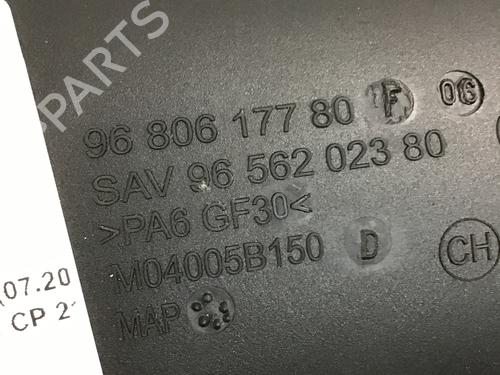 PARTS
96 806 177 80 F 06
SAV 96 562 023 80
>PA6 GF30<
M04005B150 D
CH
MAP
07.20
CP 2